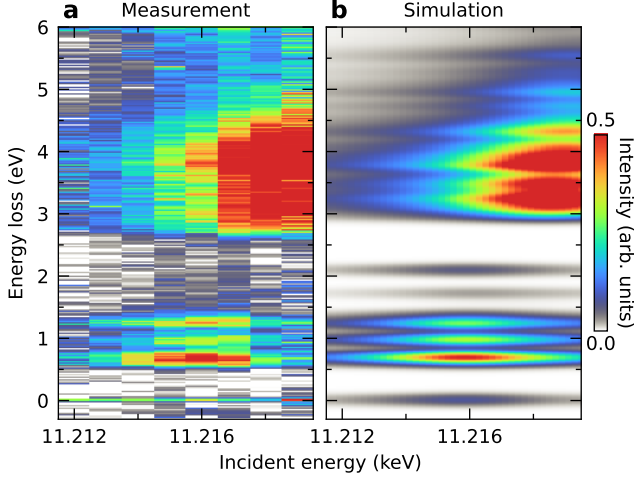 a Measurement
b Simulation
6
5
4
3
2
1
0
Energy loss (eV)
11.212
11.216
11.212
11.216
Incident energy (keV)
0.5
0.0
Intensity (arb. units)